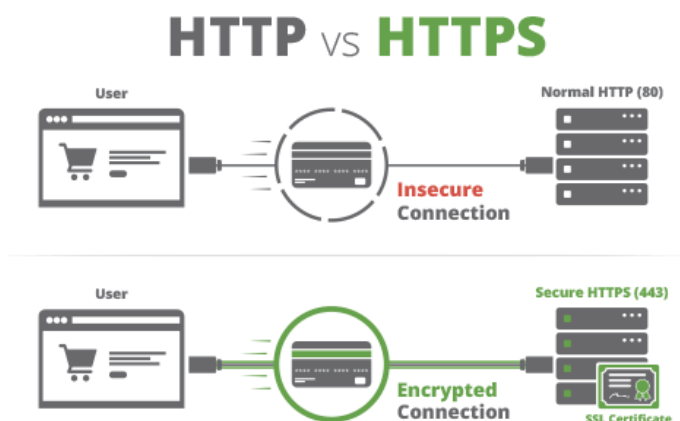 HTTP vs HTTPS
User
Normal HTTP (80)
Insecure
Connection
User
Secure HTTPS (443)
Encrypted
Connection
SSL Certificate